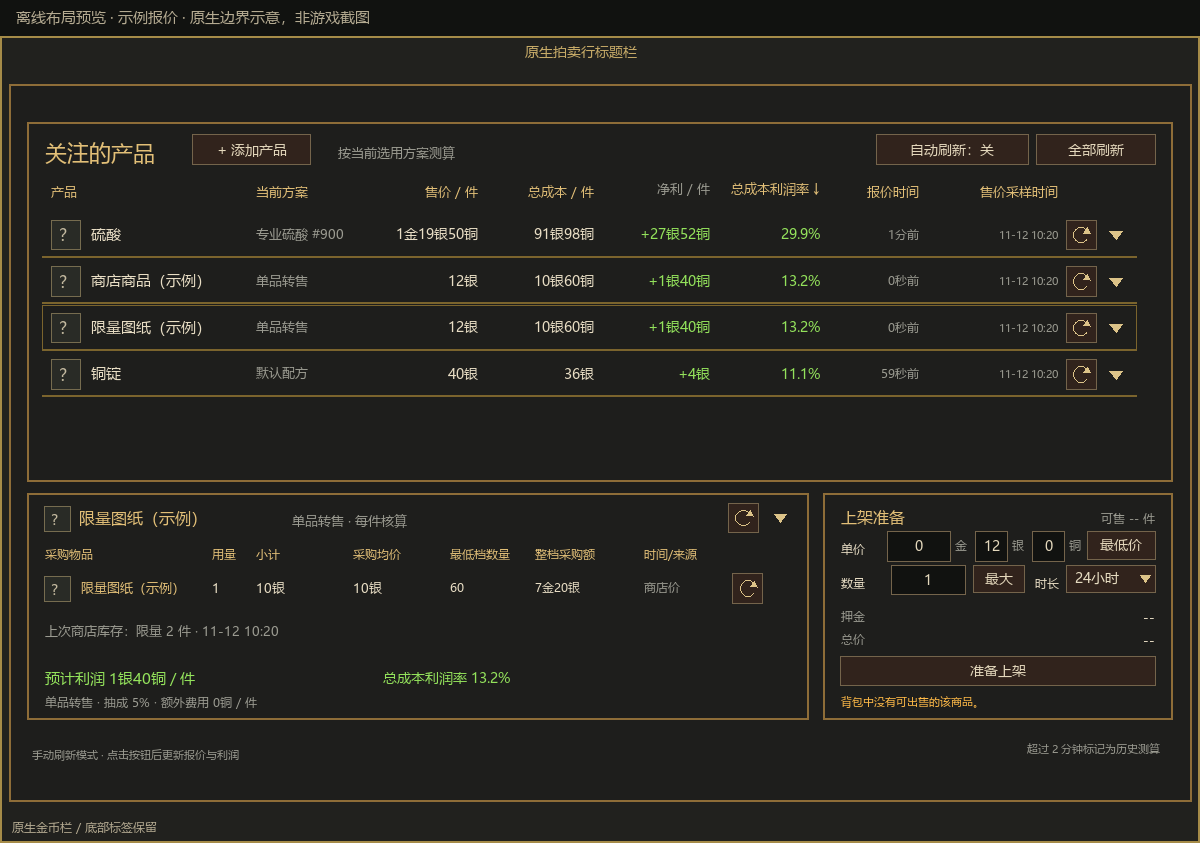 离线布局预览 · 示例报价 · 原生边界示意，非游戏截图
原生拍卖行标题栏
关注的产品 + 添加产品 按当前选用方案测算 自动刷新：关 全部刷新
产品 当前方案 售价 / 件 总成本 / 件 净利 / 件 总成本利润率↓ 报价时间 售价采样时间
? 硫酸 专业硫酸 #900 1金19银50铜 91银98铜 +27银52铜 29.9% 1分前 11-12 10:20
? 商店商品（示例） 单品转售 12银 10银60铜 +1银40铜 13.2% 0秒前 11-12 10:20
? 限量图纸（示例） 单品转售 12银 10银60铜 +1银40铜 13.2% 0秒前 11-12 10:20
? 铜锭 默认配方 40银 36银 +4银 11.1% 59秒前 11-12 10:20
? 限量图纸（示例） 单品转售 · 每件核算
采购物品 用量 小计 采购均价 最低档数量 整档采购额 时间/来源
? 限量图纸（示例） 1 10银 10银 60 7金20银 商店价
上次商店库存：限量 2 件 · 11-12 10:20
预计利润 1银40铜 / 件 总成本利润率 13.2%
单品转售 · 抽成 5% · 额外费用 0铜 / 件
上架准备 可售 -- 件
单价 0 金 12 银 0 铜 最低价
数量 1 最大 时长 24小时
押金 --
总价 --
准备上架
背包中没有可出售的该商品。
手动刷新模式 · 点击按钮后更新报价与利润 超过 2 分钟标记为历史测算
原生金币栏 / 底部标签保留